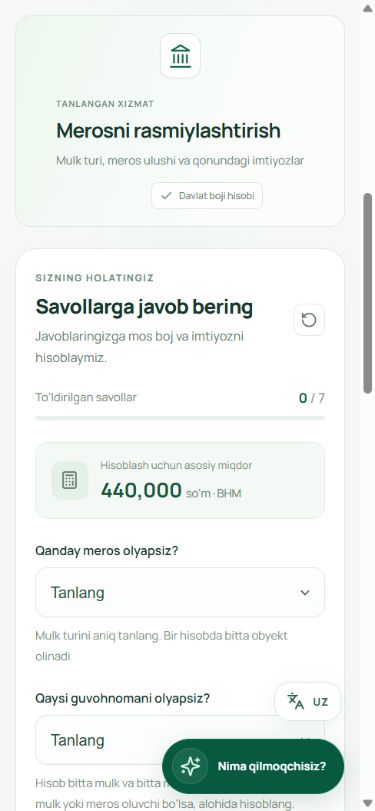 TANLANGAN XIZMAT
Merosni rasmiylashtirish
Mulk turi, meros ulushi va qonundagi imtiyozlar
Davlat boji hisobi
SIZNING HOLATINGIZ
Savollarga javob bering
Javoblaringizga mos boj va imtiyozni
hisoblaymiz.
To'ldirilgan savollar
0 / 7
Hisoblash uchun asosiy miqdor
440,000 so'm · BHM
Qanday meros olyapsiz?
Tanlang
Mulk turini aniq tanlang. Bir hisobda bitta obyekt
olinadi.
Qaysi guvohnomani olyapsiz?
UZ
Tanlang
Nima qilmoqchisiz?
Hisob bitta mulk va bitta
mulk yoki meros oluvchi bo'lsa, alohida hisoblang.